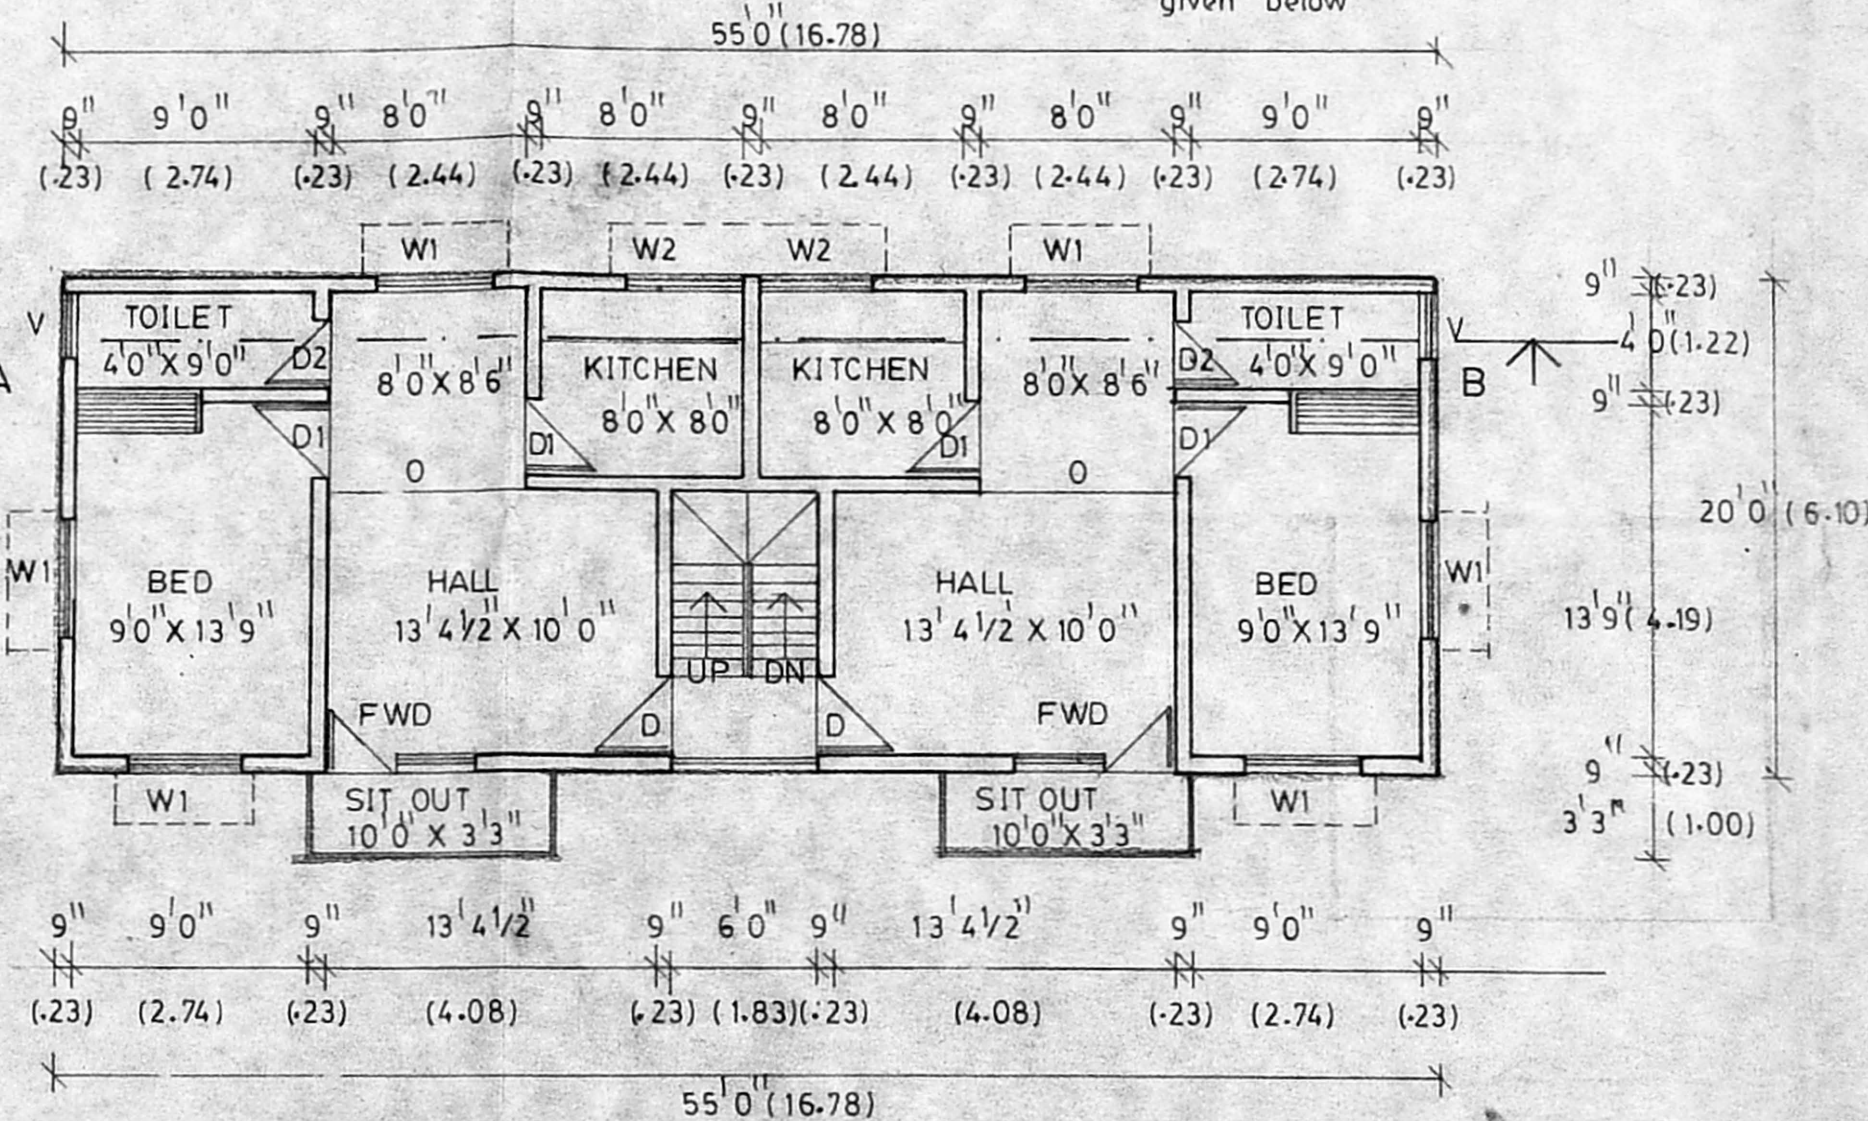 given below
55'0"(16.78)
9" 9'0" 9" 8'0" 9" 8'0" 9" 8'0" 9" 8'0" 9" 9'0" 9"
(.23) (2.74) (.23) (2.44) (.23) (2.44) (.23) (2.44) (.23) (2.44) (.23) (2.74) (.23)
W1 W2 W2 W1
9" (.23)
V TOILET TOILET V
4'0"(1.22)
4'0"X9'0" D2 8'0"X8'6" KITCHEN KITCHEN 8'0X8'6" D2 4'0X9'0"
A B
9" (.23)
8'0"X8'0" 8'0"X8'0"
D1 D1 D1 D1
O O
20'0"(6.10)
W1 BED HALL HALL BED W1
9'0"X13'9" 13'4 1/2"X10'0" 13'4 1/2'X10'0" 9'0"X13'9"
13'9"(4.19)
UP DN
FWD D D FWD
9" (.23)
W1 SIT OUT SIT OUT W1
10'0"X3'3" 10'0"X3'3"
3'3" (1.00)
9" 9'0" 9" 13'4 1/2" 9" 6'0" 9" 13'4 1/2" 9" 9'0" 9"
(.23) (2.74) (.23) (4.08) (.23) (1.83) (.23) (4.08) (.23) (2.74) (.23)
55'0"(16.78)